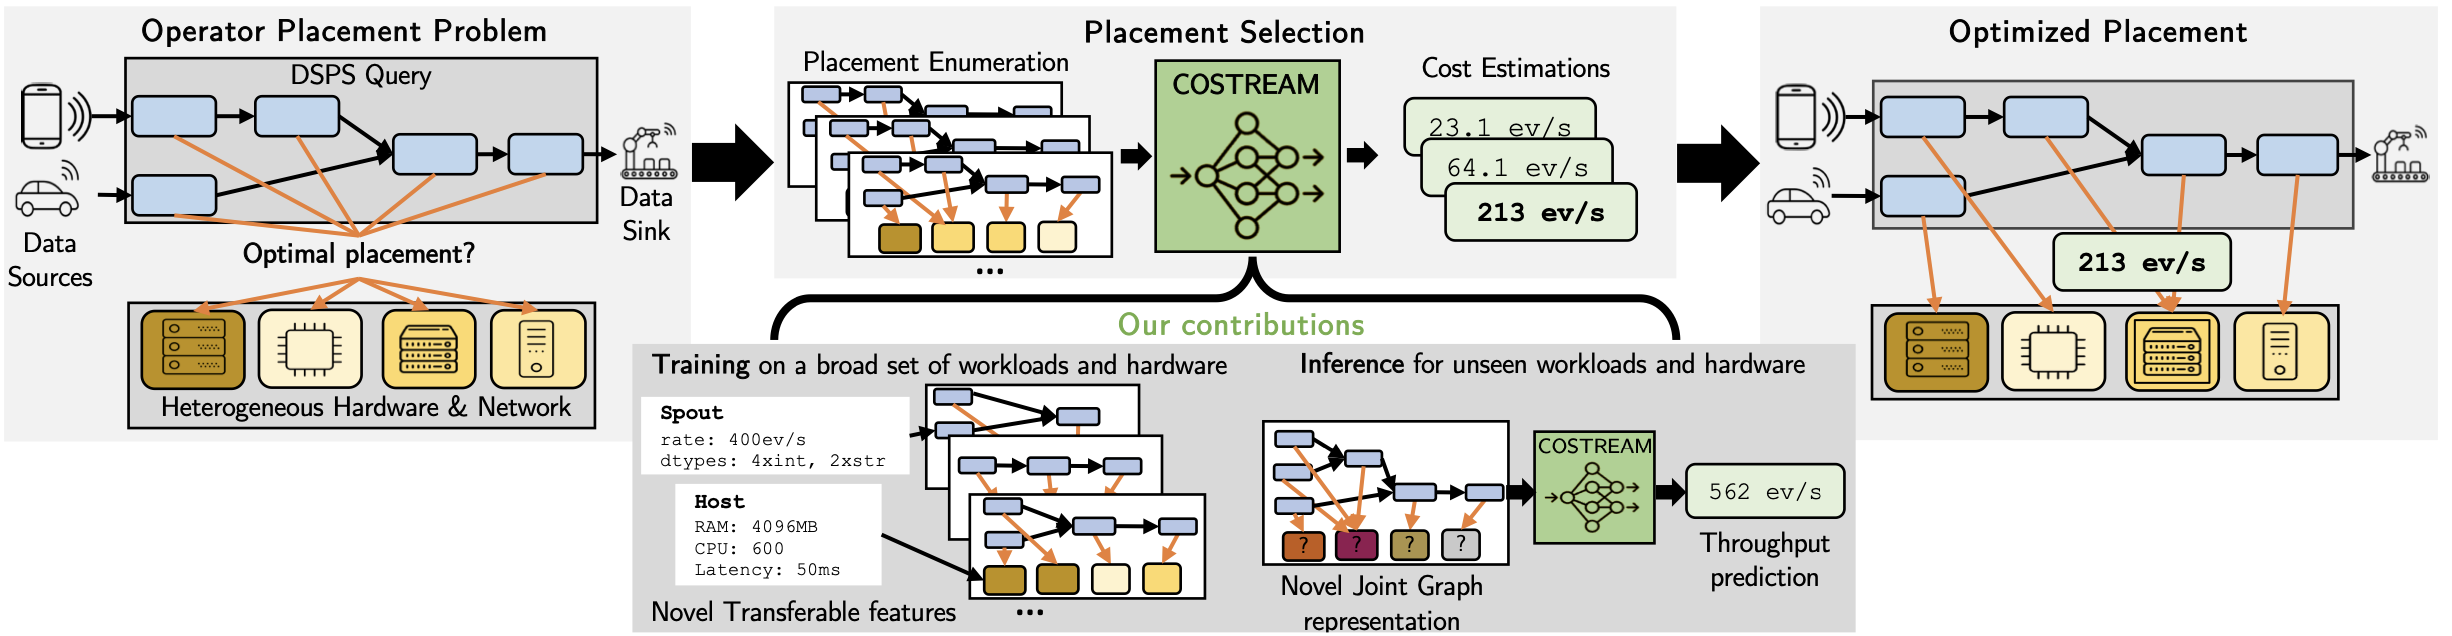 Operator Placement Problem
DSPS Query
Data
Sources
Data
Sink
Optimal placement?
Heterogeneous Hardware & Network
Placement Selection
Placement Enumeration
...
COSTREAM
Cost Estimations
23.1 ev/s
64.1 ev/s
213 ev/s
Optimized Placement
213 ev/s
Our contributions
Training on a broad set of workloads and hardware
Spout
rate: 400ev/s
dtypes: 4xint, 2xstr
Host
RAM: 4096MB
CPU: 600
Latency: 50ms
Novel Transferable features
...
Inference for unseen workloads and hardware
? ? ? ?
Novel Joint Graph
representation
COSTREAM
562 ev/s
Throughput
prediction